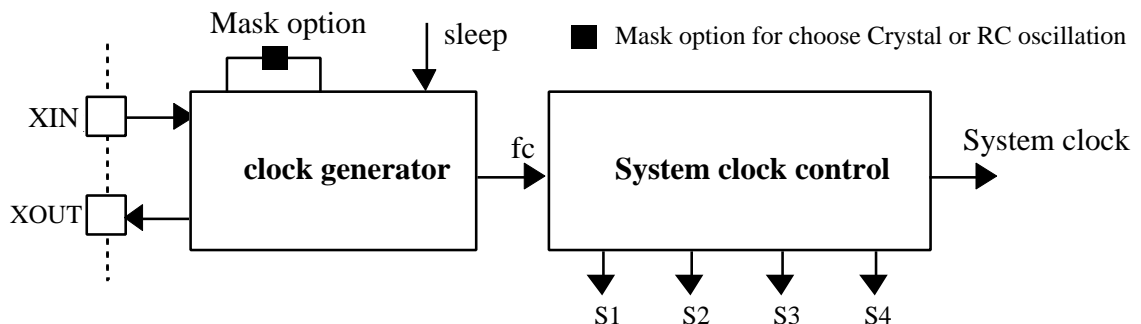 Mask option
sleep
Mask option for choose Crystal or RC oscillation
XIN
clock generator
fc
System clock control
System clock
XOUT
S1
S2
S3
S4